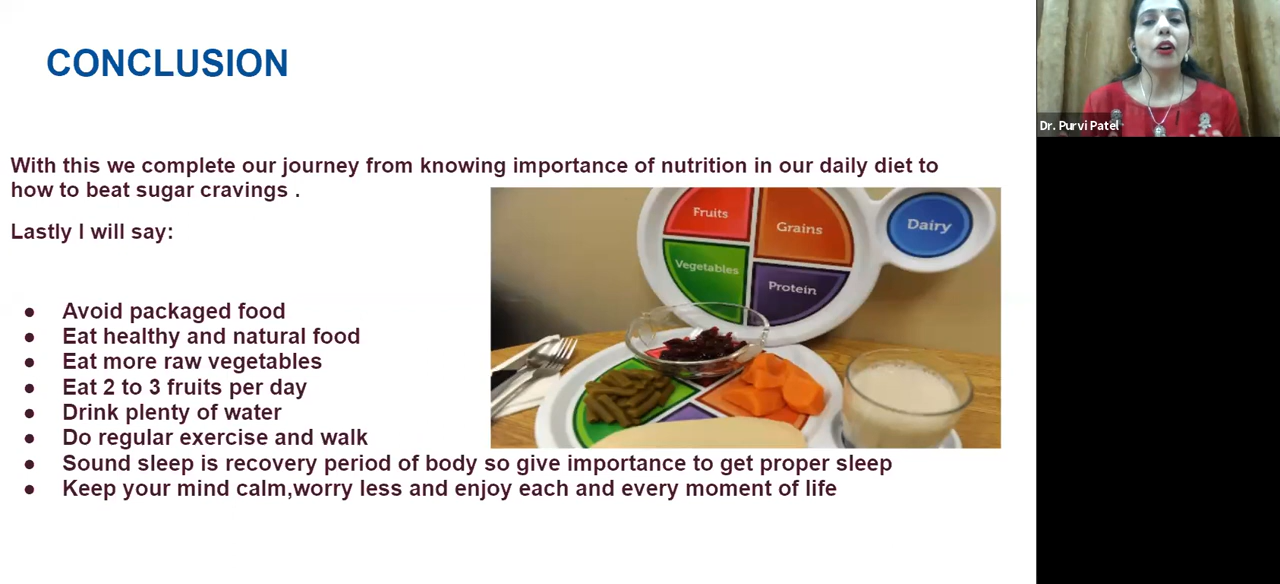 CONCLUSION
With this we complete our journey from knowing importance of nutrition in our daily diet to
how to beat sugar cravings .
Lastly I will say:
● Avoid packaged food
● Eat healthy and natural food
● Eat more raw vegetables
● Eat 2 to 3 fruits per day
● Drink plenty of water
● Do regular exercise and walk
● Sound sleep is recovery period of body so give importance to get proper sleep
● Keep your mind calm,worry less and enjoy each and every moment of life
Fruits
Grains
Dairy
Vegetables
Protein
Dr. Purvi Patel